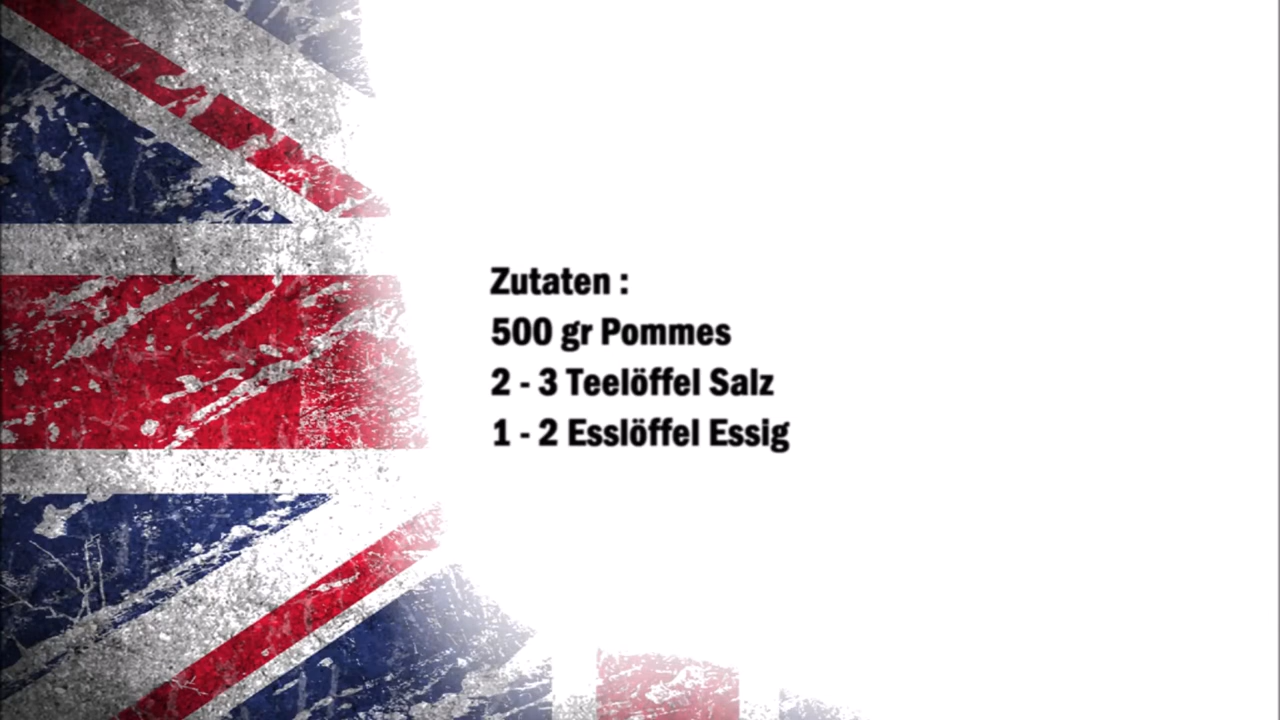 Zutaten :
500 gr Pommes
2 - 3 Teelöffel Salz
1 - 2 Esslöffel Essig